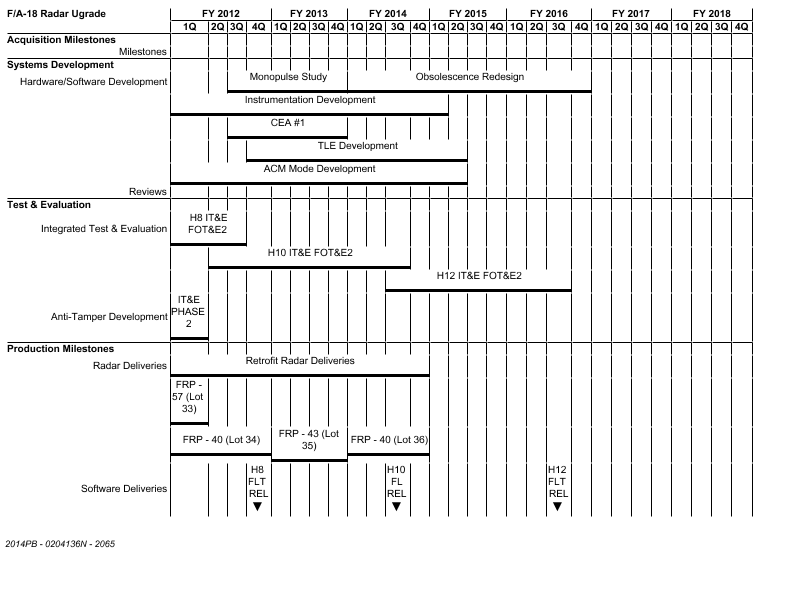 F/A-18 Radar Ugrade
FY 2012 FY 2013 FY 2014 FY 2015 FY 2016 FY 2017 FY 2018
1Q 2Q 3Q 4Q 1Q 2Q 3Q 4Q 1Q 2Q 3Q 4Q 1Q 2Q 3Q 4Q 1Q 2Q 3Q 4Q 1Q 2Q 3Q 4Q 1Q 2Q 3Q 4Q
Acquisition Milestones
Milestones
Systems Development
Hardware/Software Development
Monopulse Study
Obsolescence Redesign
Instrumentation Development
CEA #1
TLE Development
ACM Mode Development
Reviews
Test & Evaluation
Integrated Test & Evaluation
H8 IT&E
FOT&E2
H10 IT&E FOT&E2
H12 IT&E FOT&E2
Anti-Tamper Development
IT&E
PHASE
2
Production Milestones
Radar Deliveries
Retrofit Radar Deliveries
FRP -
57 (Lot
33)
FRP - 40 (Lot 34)
FRP - 43 (Lot
35)
FRP - 40 (Lot 36)
Software Deliveries
H8
FLT
REL
H10
FL
REL
H12
FLT
REL
2014PB - 0204136N - 2065